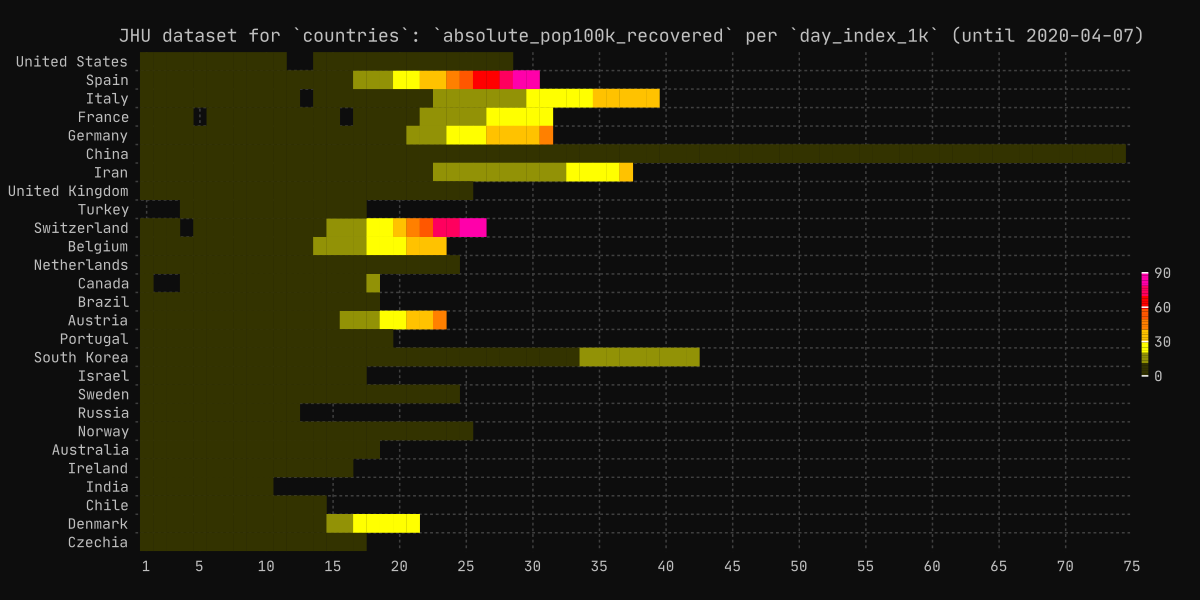 JHU dataset for `countries`: `absolute_pop100k_recovered` per `day_index_1k` (until 2020-04-07)
United States
Spain
Italy
France
Germany
China
Iran
United Kingdom
Turkey
Switzerland
Belgium
Netherlands
Canada
Brazil
Austria
Portugal
South Korea
Israel
Sweden
Russia
Norway
Australia
Ireland
India
Chile
Denmark
Czechia
1 5 10 15 20 25 30 35 40 45 50 55 60 65 70 75
90
60
30
0